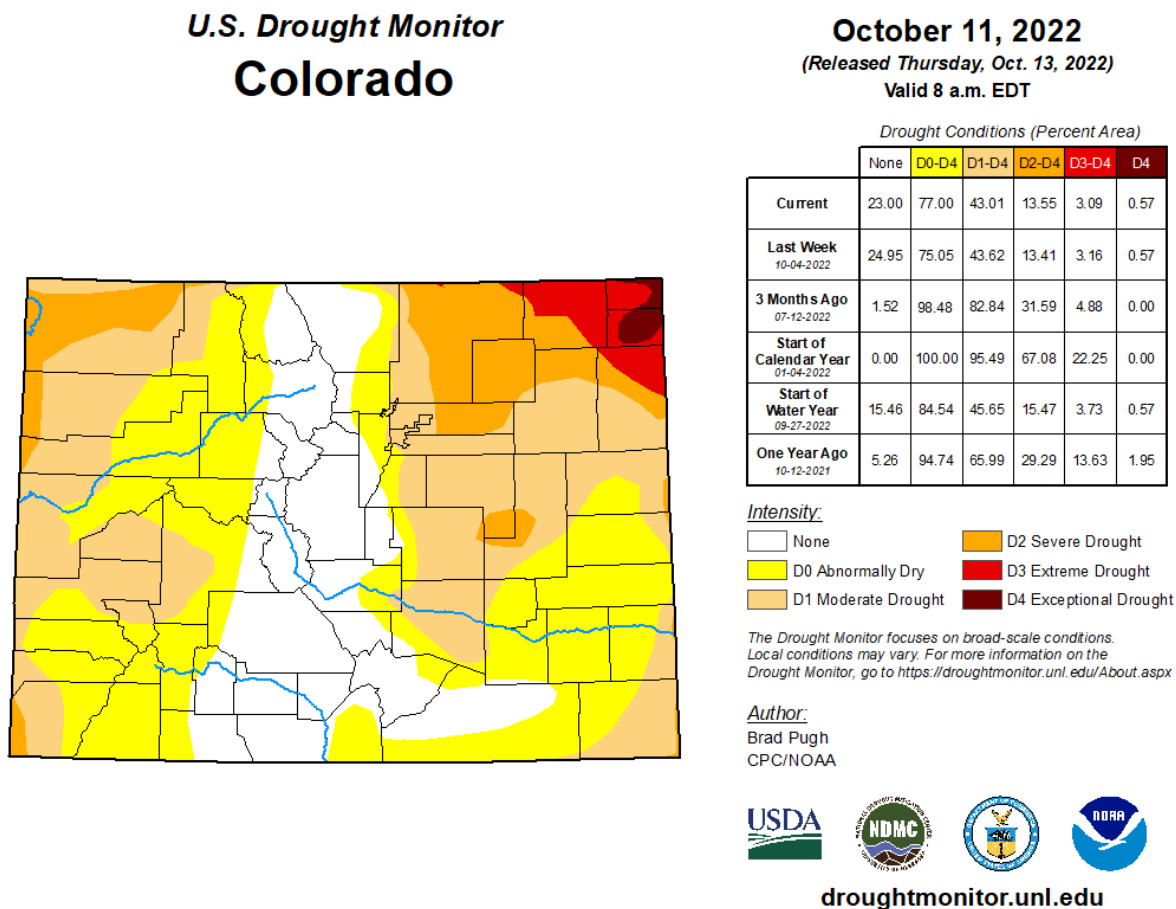 U.S. Drought Monitor
Colorado
October 11, 2022
(Released Thursday, Oct. 13, 2022)
Valid 8 a.m. EDT
Drought Conditions (Percent Area)
None D0-D4 D1-D4 D2-D4 D3-D4 D4
Current 23.00 77.00 43.01 13.55 3.09 0.57
Last Week
10-04-2022 24.95 75.05 43.62 13.41 3.16 0.57
3 Months Ago
07-12-2022 1.52 98.48 82.84 31.59 4.88 0.00
Start of
Calendar Year
01-04-2022 0.00 100.00 95.49 67.08 22.25 0.00
Start of
Water Year
09-27-2022 15.46 84.54 45.65 15.47 3.73 0.57
One Year Ago
10-12-2021 5.26 94.74 65.99 29.29 13.63 1.95
Intensity:
None
D0 Abnormally Dry
D1 Moderate Drought
D2 Severe Drought
D3 Extreme Drought
D4 Exceptional Drought
The Drought Monitor focuses on broad-scale conditions.
Local conditions may vary. For more information on the
Drought Monitor, go to https://droughtmonitor.unl.edu/About.aspx
Author:
Brad Pugh
CPC/NOAA
USDA
NDMC
NOAA
droughtmonitor.unl.edu